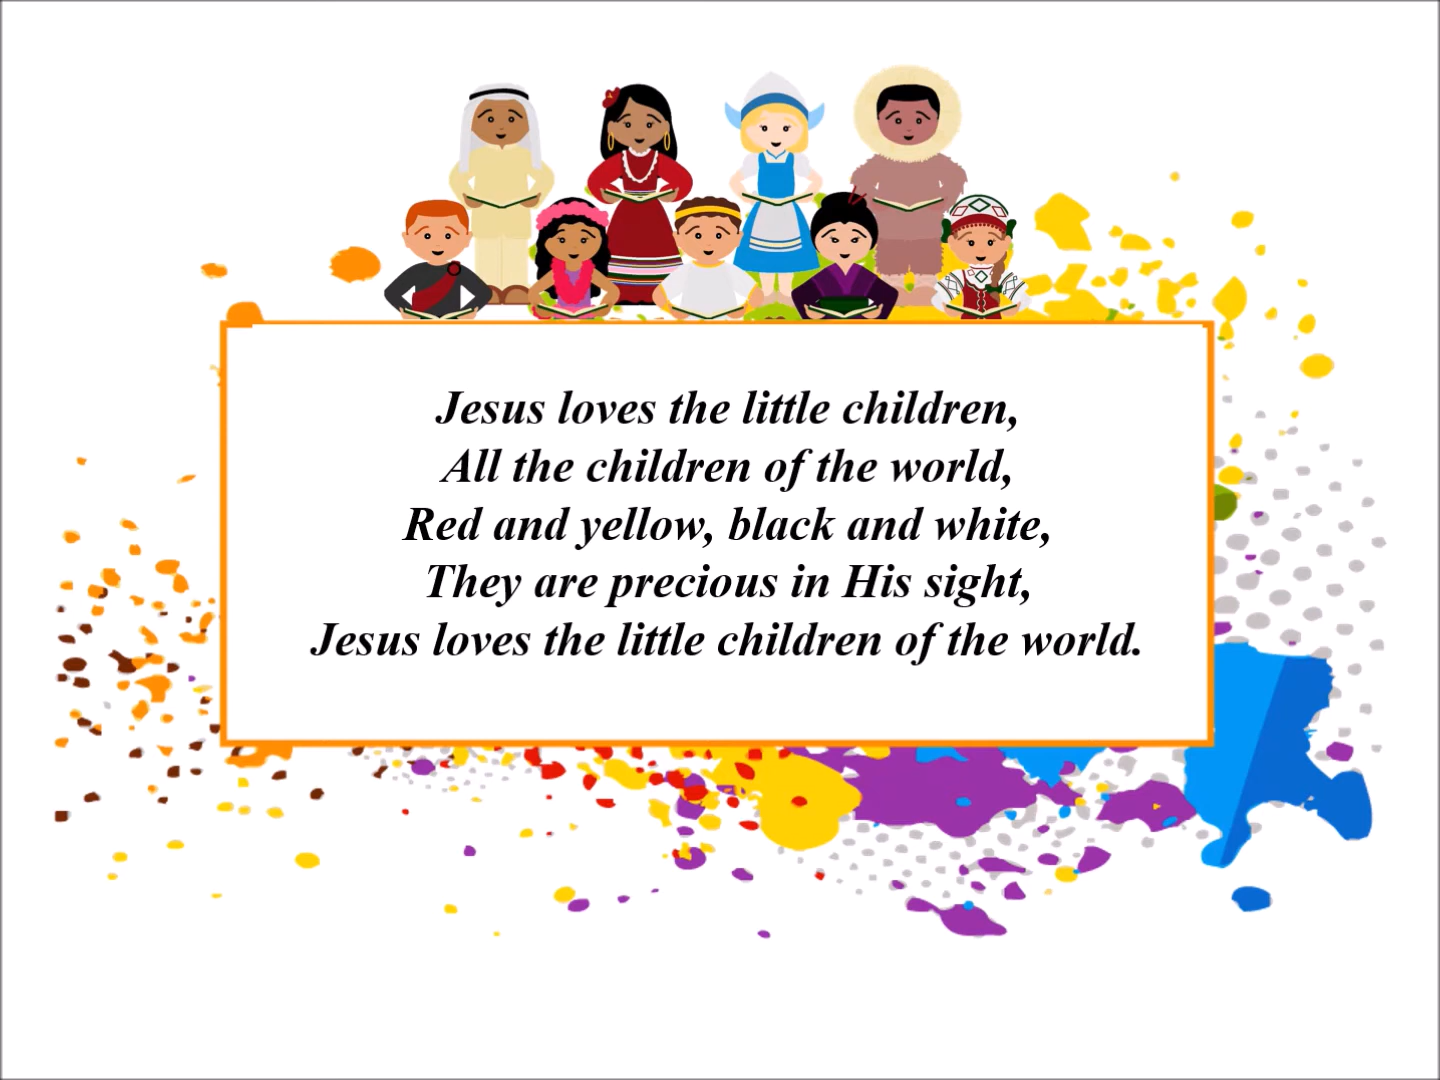 Jesus loves the little children,
All the children of the world,
Red and yellow, black and white,
They are precious in His sight,
Jesus loves the little children of the world.